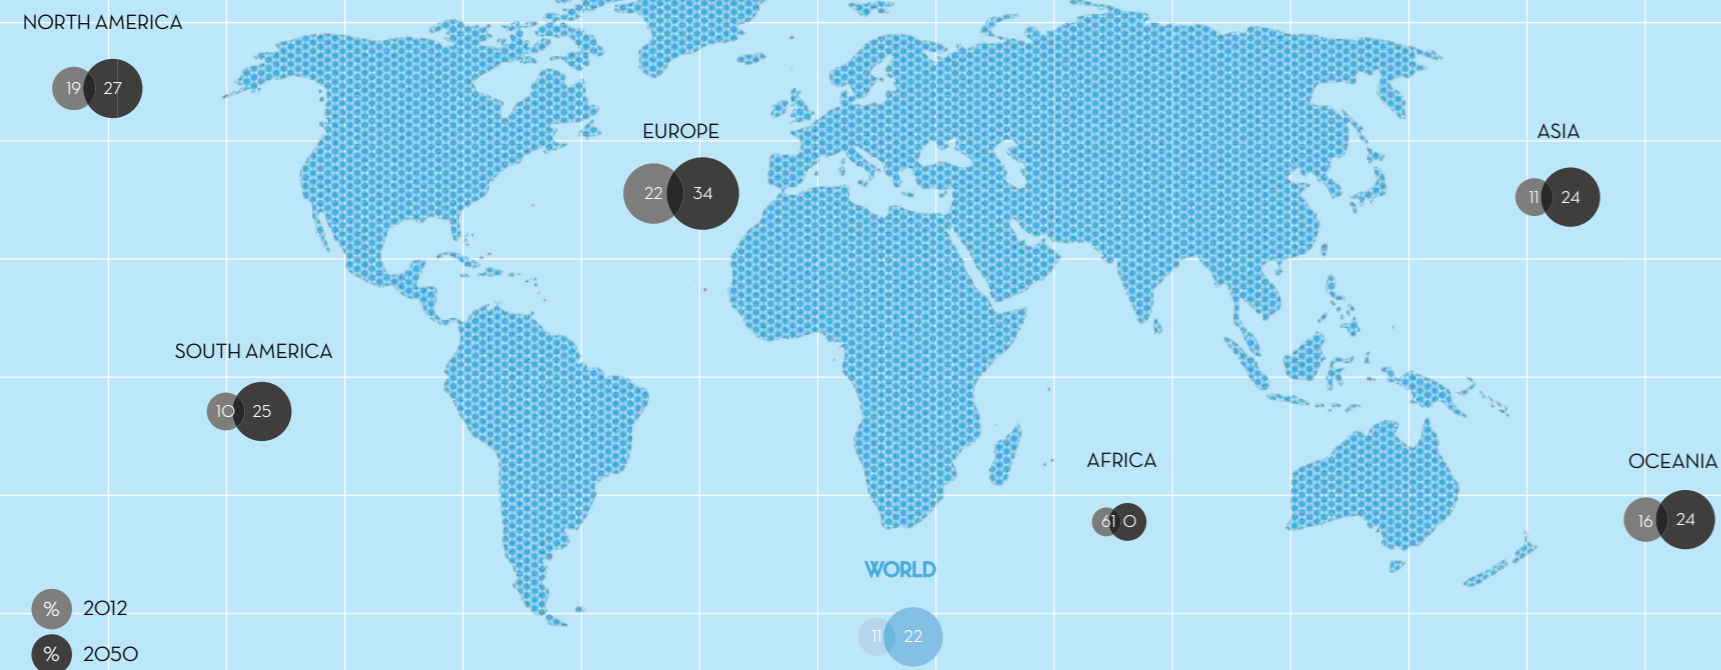 NORTH AMERICA
19 27
EUROPE
22 34
ASIA
11 24
SOUTH AMERICA
10 25
AFRICA
6 10
OCEANIA
16 24
WORLD
11 22
% 2012
% 2050